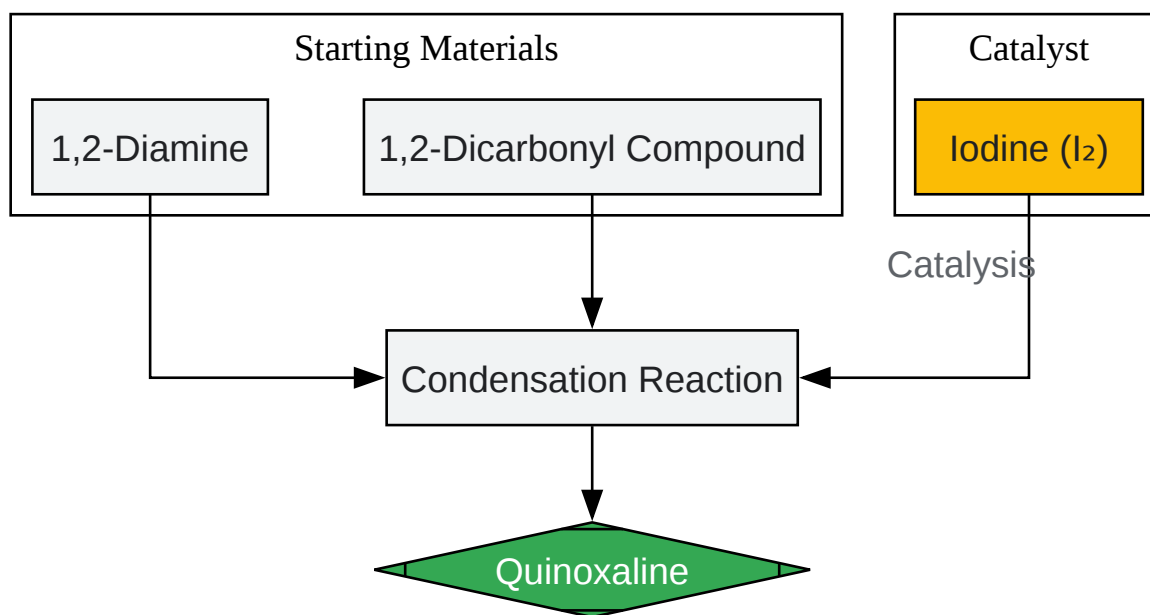 Starting Materials
Catalyst
1,2-Diamine
1,2-Dicarbonyl Compound
Iodine (I₂)
Catalysis
Condensation Reaction
Quinoxaline